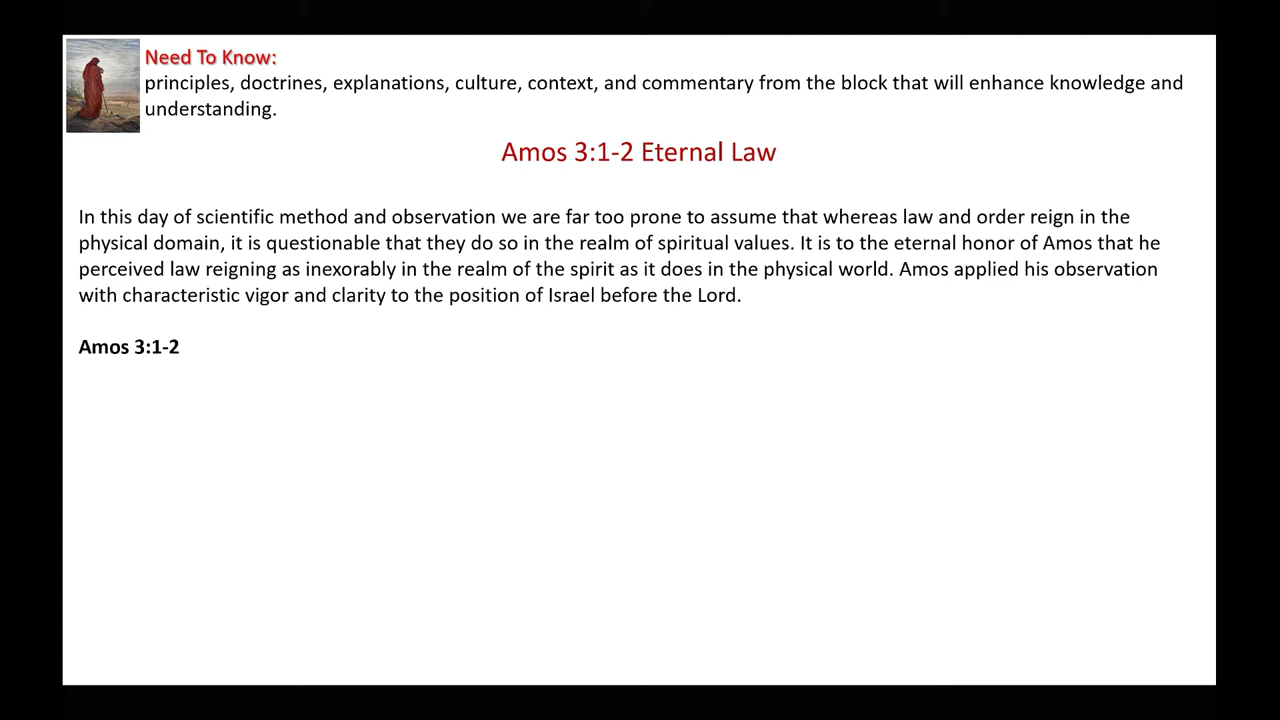 Need To Know:
principles, doctrines, explanations, culture, context, and commentary from the block that will enhance knowledge and
understanding.
Amos 3:1-2 Eternal Law
In this day of scientific method and observation we are far too prone to assume that whereas law and order reign in the
physical domain, it is questionable that they do so in the realm of spiritual values. It is to the eternal honor of Amos that he
perceived law reigning as inexorably in the realm of the spirit as it does in the physical world. Amos applied his observation
with characteristic vigor and clarity to the position of Israel before the Lord.
Amos 3:1-2